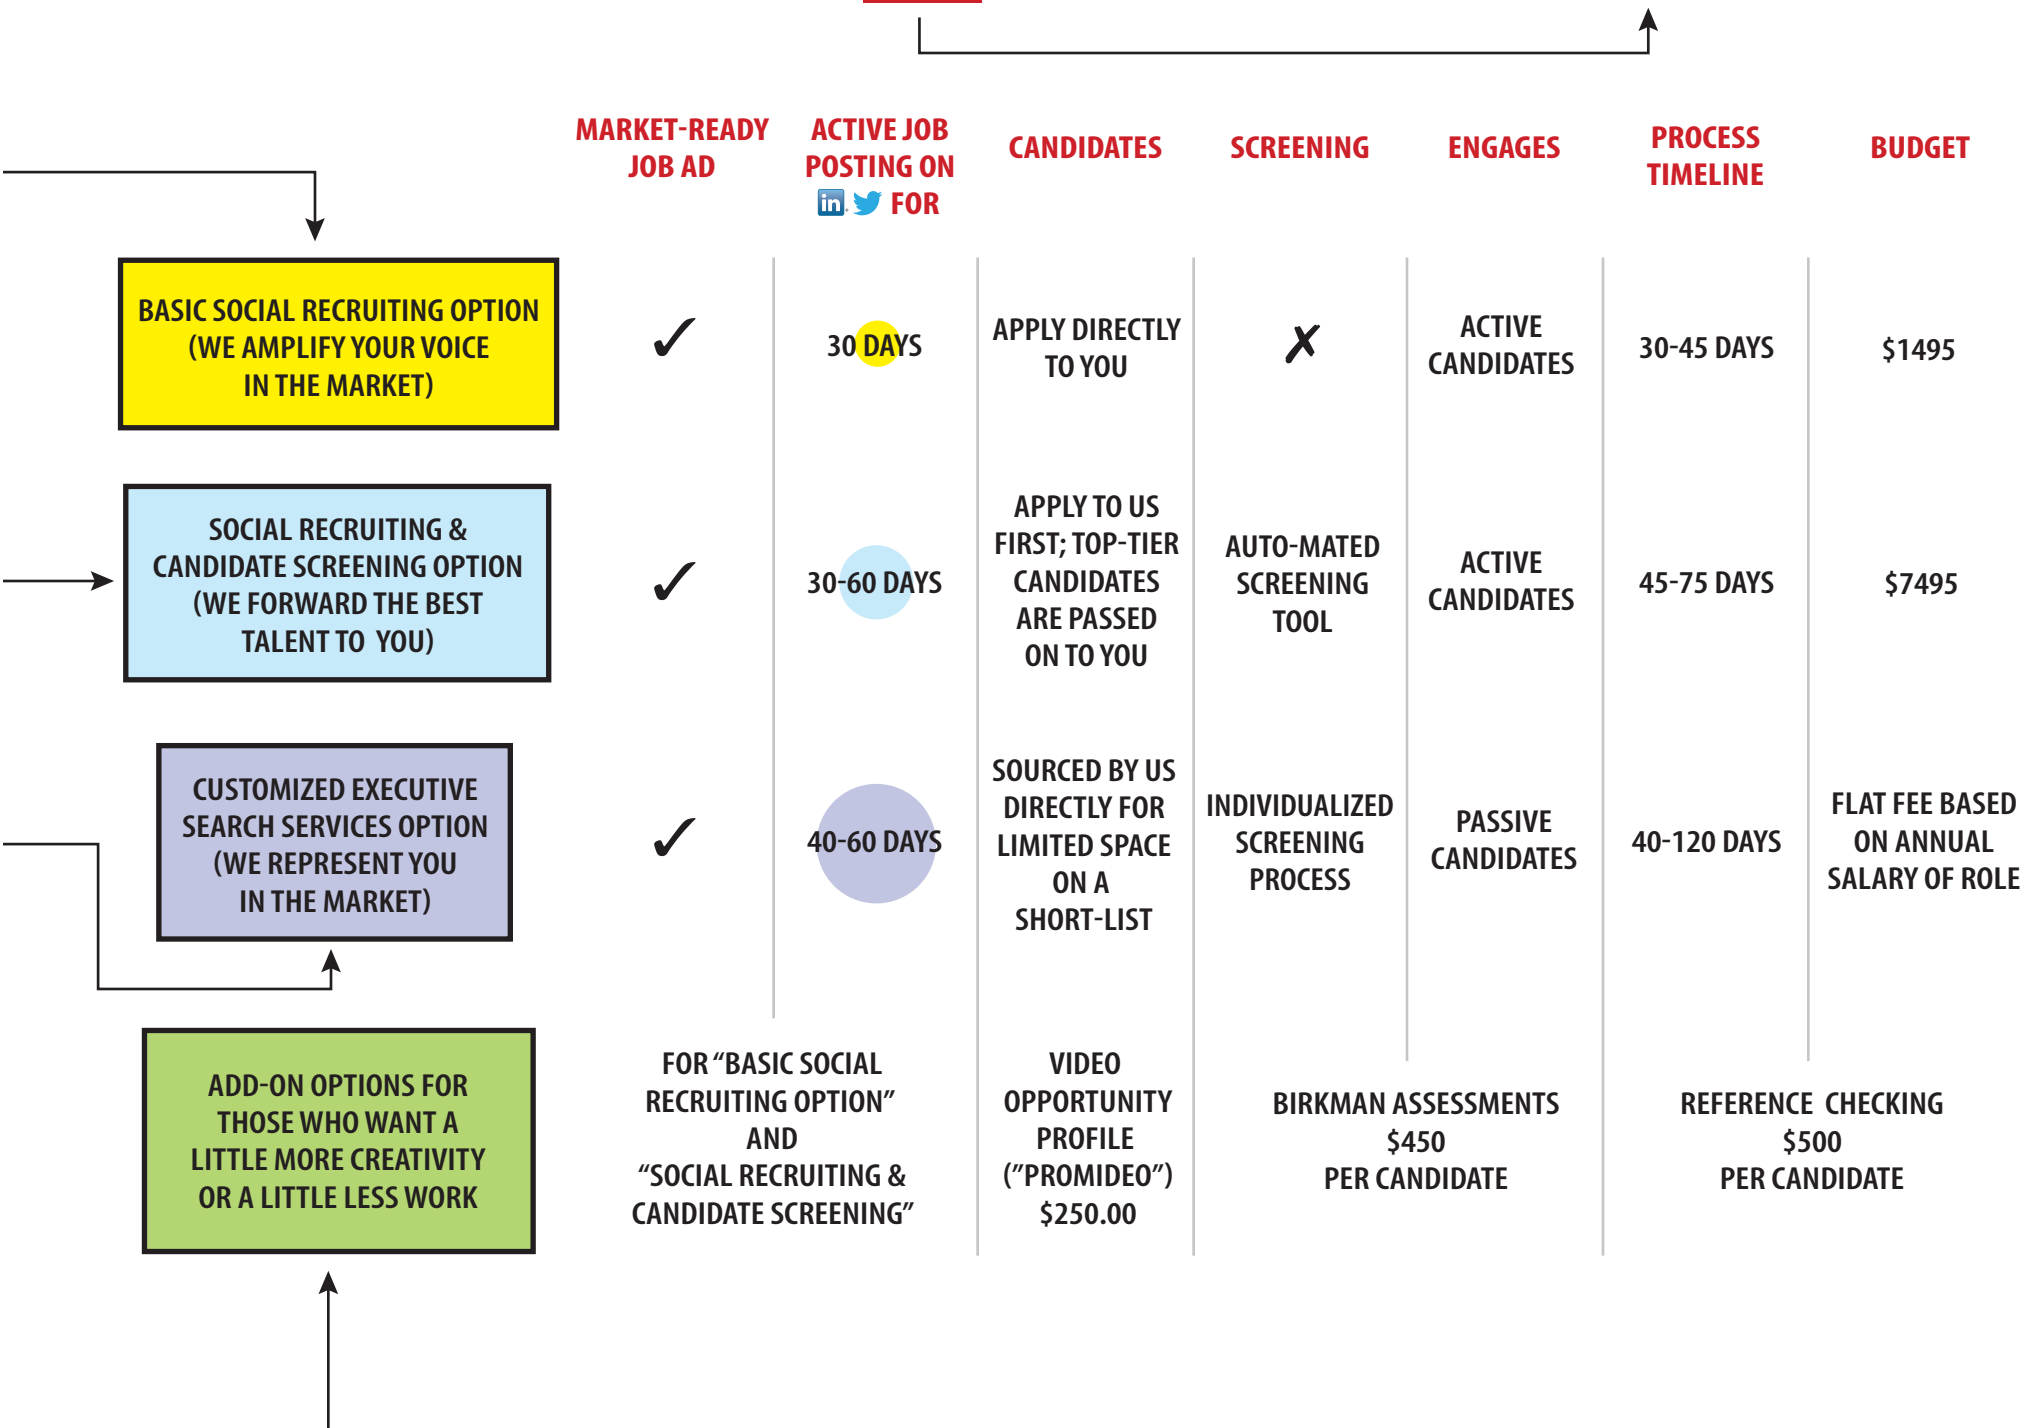 MARKET-READY
JOB AD
ACTIVE JOB
POSTING ON
in FOR
CANDIDATES
SCREENING
ENGAGES
PROCESS
TIMELINE
BUDGET
BASIC SOCIAL RECRUITING OPTION
(WE AMPLIFY YOUR VOICE
IN THE MARKET)
✓
30 DAYS
APPLY DIRECTLY
TO YOU
✗
ACTIVE
CANDIDATES
30-45 DAYS
$1495
SOCIAL RECRUITING &
CANDIDATE SCREENING OPTION
(WE FORWARD THE BEST
TALENT TO YOU)
✓
30-60 DAYS
APPLY TO US
FIRST; TOP-TIER
CANDIDATES
ARE PASSED
ON TO YOU
AUTO-MATED
SCREENING
TOOL
ACTIVE
CANDIDATES
45-75 DAYS
$7495
CUSTOMIZED EXECUTIVE
SEARCH SERVICES OPTION
(WE REPRESENT YOU
IN THE MARKET)
✓
40-60 DAYS
SOURCED BY US
DIRECTLY FOR
LIMITED SPACE
ON A
SHORT-LIST
INDIVIDUALIZED
SCREENING
PROCESS
PASSIVE
CANDIDATES
40-120 DAYS
FLAT FEE BASED
ON ANNUAL
SALARY OF ROLE
ADD-ON OPTIONS FOR
THOSE WHO WANT A
LITTLE MORE CREATIVITY
OR A LITTLE LESS WORK
FOR “BASIC SOCIAL
RECRUITING OPTION”
AND
“SOCIAL RECRUITING &
CANDIDATE SCREENING”
VIDEO
OPPORTUNITY
PROFILE
(”PROMIDEO”)
$250.00
BIRKMAN ASSESSMENTS
$450
PER CANDIDATE
REFERENCE CHECKING
$500
PER CANDIDATE